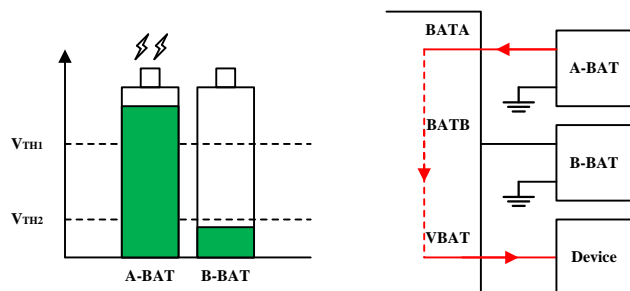 VTH1
VTH2
A-BAT
B-BAT
BATA
BATB
VBAT
A-BAT
B-BAT
Device